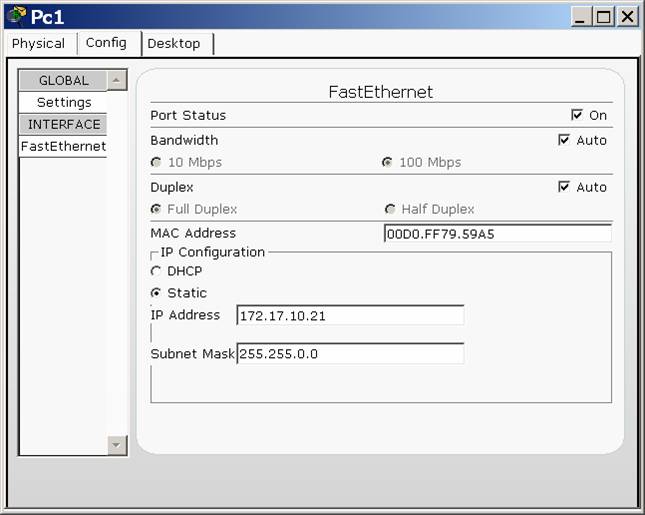 Pc1
Physical Config Desktop
GLOBAL
Settings
INTERFACE
FastEthernet
FastEthernet
Port Status On
Bandwidth Auto
10 Mbps 100 Mbps
Duplex Auto
Full Duplex Half Duplex
MAC Address 00D0.FF79.59A5
IP Configuration
DHCP
Static
IP Address 172.17.10.21
Subnet Mask 255.255.0.0